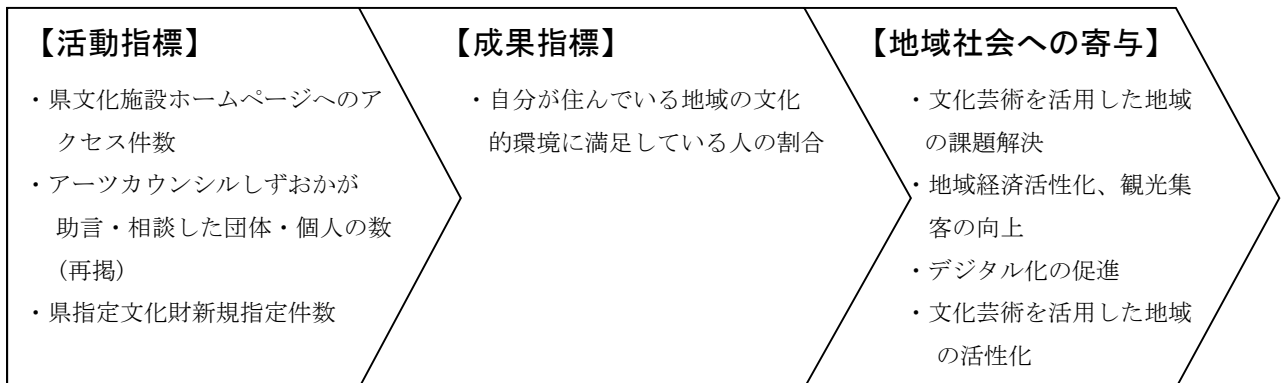 【活動指標】
・県文化施設ホームページへのア
クセス件数
・アーツカウンシルしずおかが
助言・相談した団体・個人の数
（再掲）
・県指定文化財新規指定件数
【成果指標】
・自分が住んでいる地域の文化
的環境に満足している人の割合
【地域社会への寄与】
・文化芸術を活用した地域
の課題解決
・地域経済活性化、観光集
客の向上
・デジタル化の促進
・文化芸術を活用した地域
の活性化